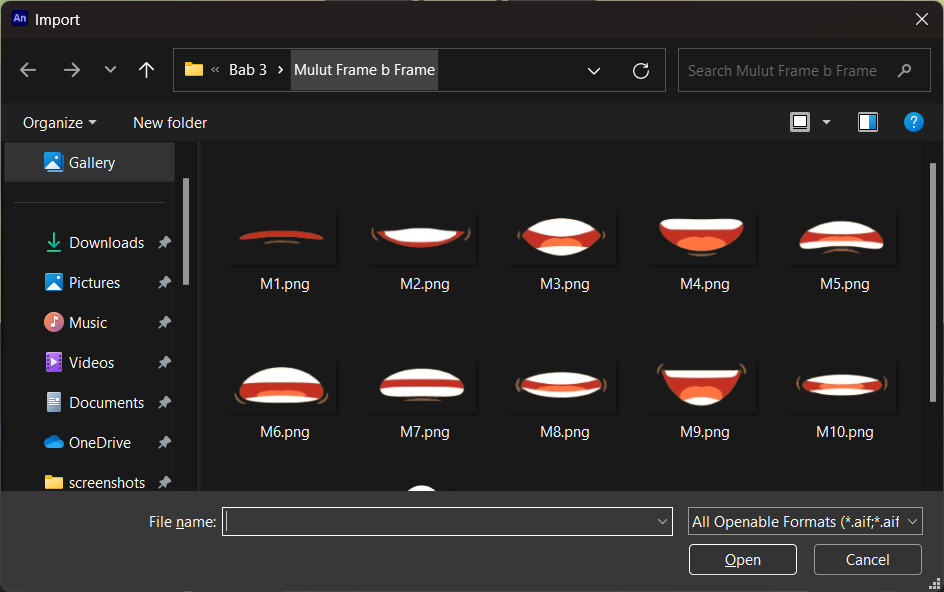 An Import
« Bab 3 > Mulut Frame b Frame
Search Mulut Frame b Frame
Organize
New folder
?
Gallery
Downloads
Pictures
Music
Videos
Documents
OneDrive
screenshots
M1.png M2.png M3.png M4.png M5.png
M6.png M7.png M8.png M9.png M10.png
File name:
All Openable Formats (*.aif;*.aif
Open
Cancel